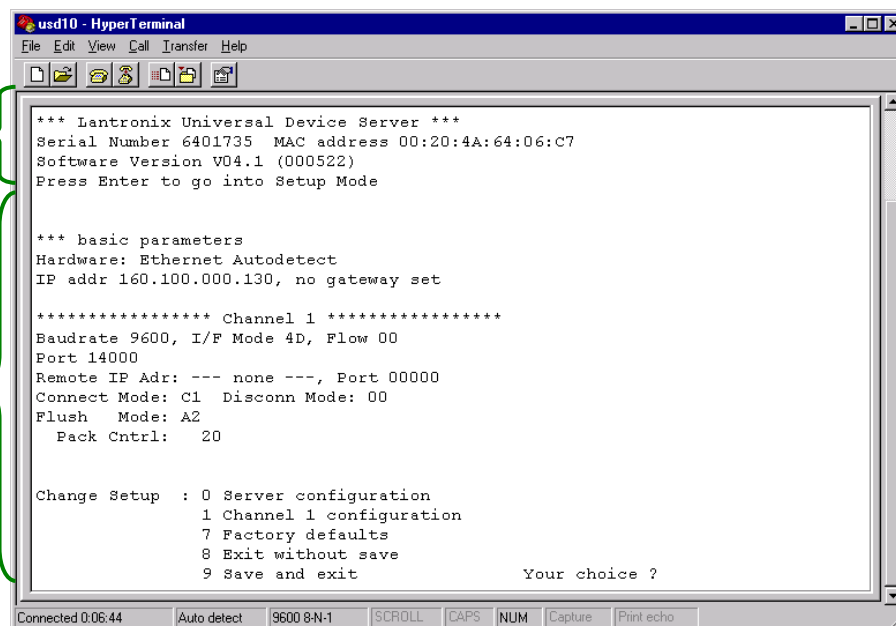 usd10 - HyperTerminal
File Edit View Call Transfer Help
*** Lantronix Universal Device Server ***
Serial Number 6401735  MAC address 00:20:4A:64:06:C7
Software Version V04.1 (000522)
Press Enter to go into Setup Mode
*** basic parameters
Hardware: Ethernet Autodetect
IP addr 160.100.000.130, no gateway set
***************** Channel 1 *****************
Baudrate 9600, I/F Mode 4D, Flow 00
Port 14000
Remote IP Adr: --- none ---, Port 00000
Connect Mode: C1  Disconn Mode: 00
Flush   Mode: A2
Pack Cntrl:   20
Change Setup  : 0 Server configuration
1 Channel 1 configuration
7 Factory defaults
8 Exit without save
9 Save and exit                    Your choice ?
Connected 0:06:44 Auto detect 9600 8-N-1 SCROLL CAPS NUM Capture Print echo